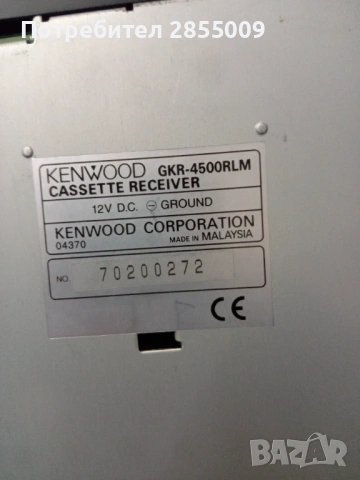 Потребител 2855009
KENWOOD GKR-4500RLM
CASSETTE RECEIVER
12V D.C. ⊖ GROUND
KENWOOD CORPORATION
04370 MADE IN MALAYSIA
NO. 70200272
CE
BAZAR